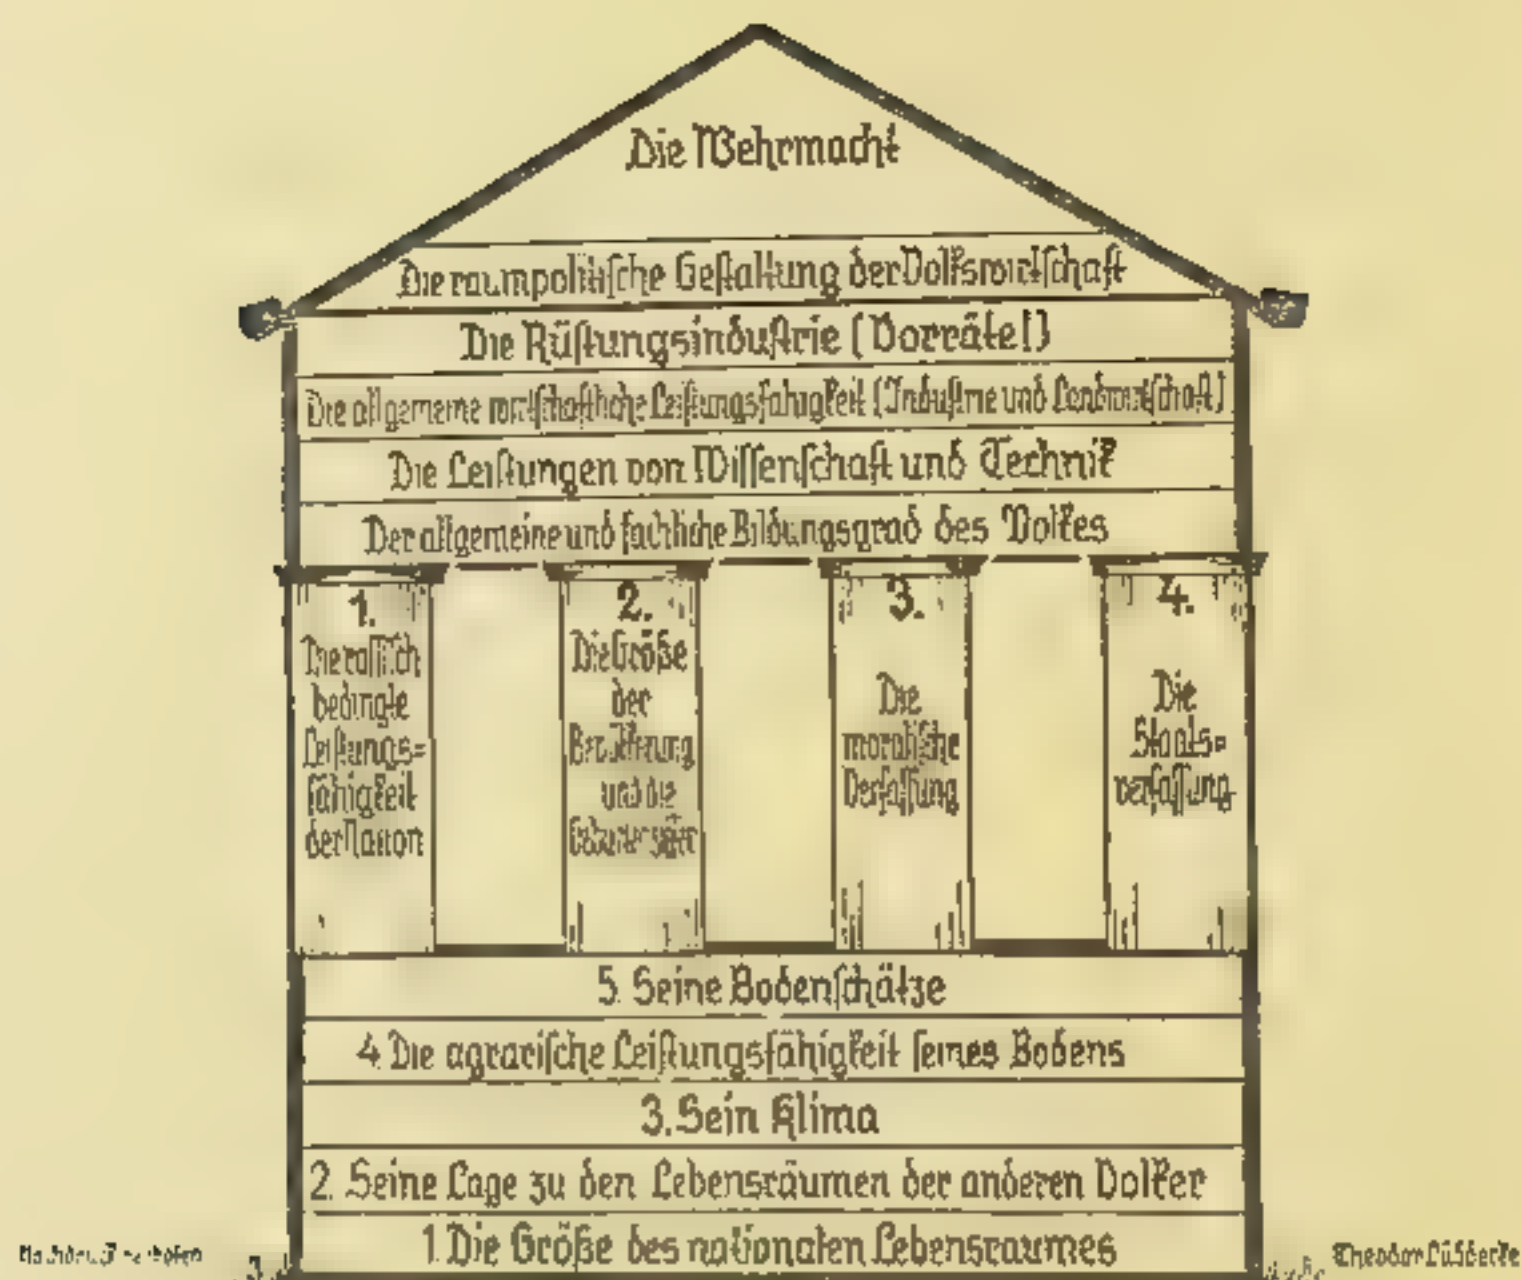 Die Wehrmacht
Die raumpolitische Gestaltung der Volkswirtschaft
Die Rüstungsindustrie (Vorräte!)
Die allgemeine wirtschaftliche Leistungsfähigkeit (Industrie und Landwirtschaft)
Die Leistungen von Wissenschaft und Technik
Der allgemeine und fachliche Bildungsgrad des Volkes
1.
Die rassisch
bedingte
Leistungs=
fähigkeit
der Nation
2.
Die Größe
der
Bevölkerung
und die
3.
Die
moralische
Verfassung
4.
Die
Staats=
verfassung
5. Seine Bodenschätze
4. Die agrarische Leistungsfähigkeit seines Bodens
3. Sein Klima
2. Seine Lage zu den Lebensräumen der anderen Völker
1. Die Größe des nationalen Lebensraumes
Theodor Lüddecke